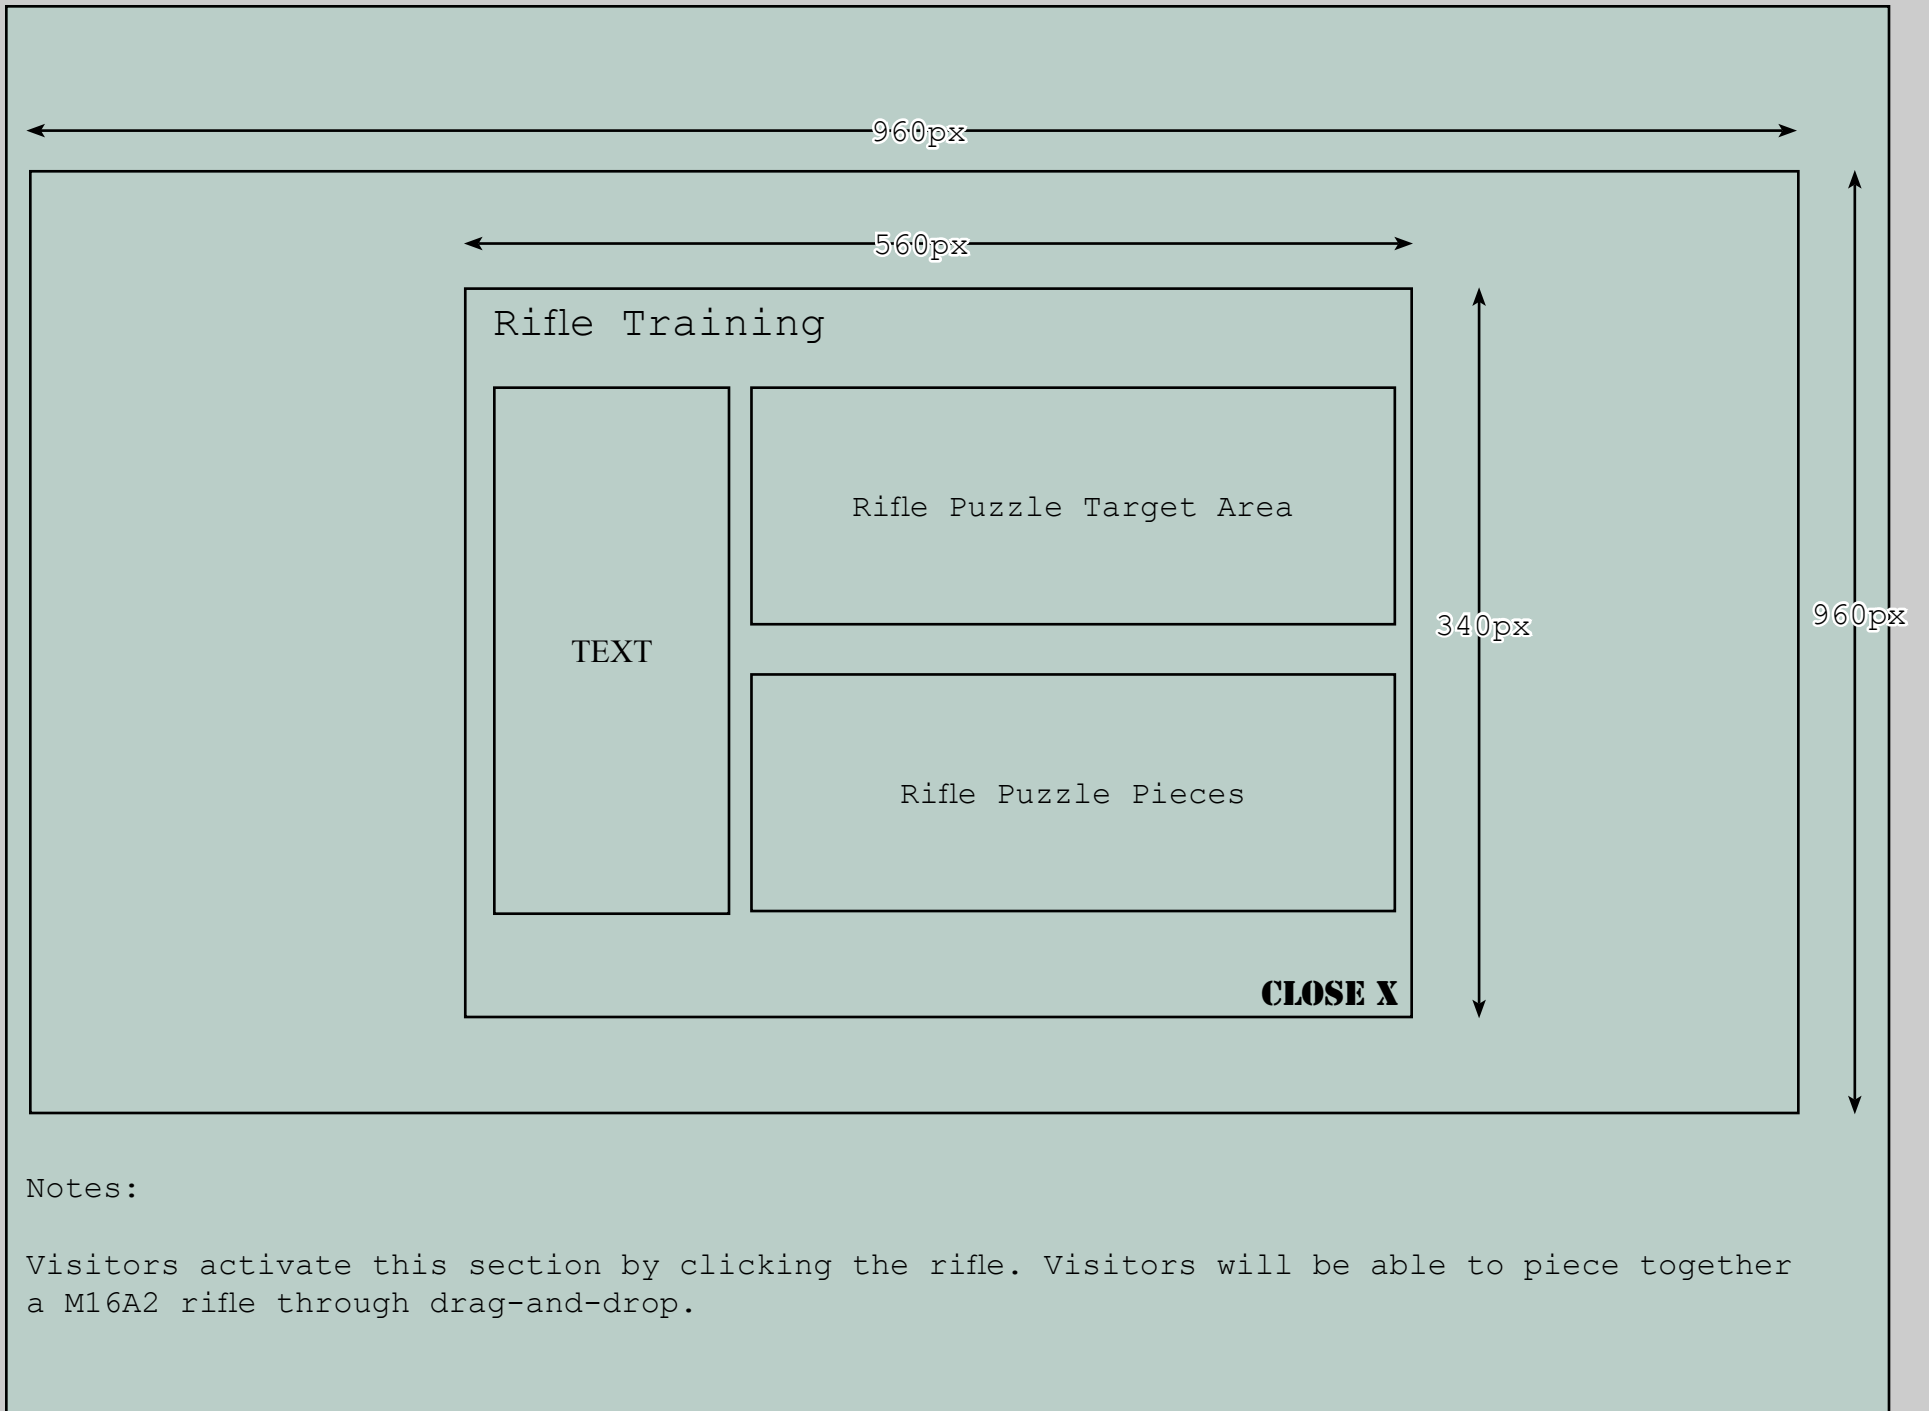 960px
560px
Rifle Training
Rifle Puzzle Target Area
340px
960px
TEXT
Rifle Puzzle Pieces
CLOSE X
Notes:
Visitors activate this section by clicking the rifle. Visitors will be able to piece together
a M16A2 rifle through drag-and-drop.